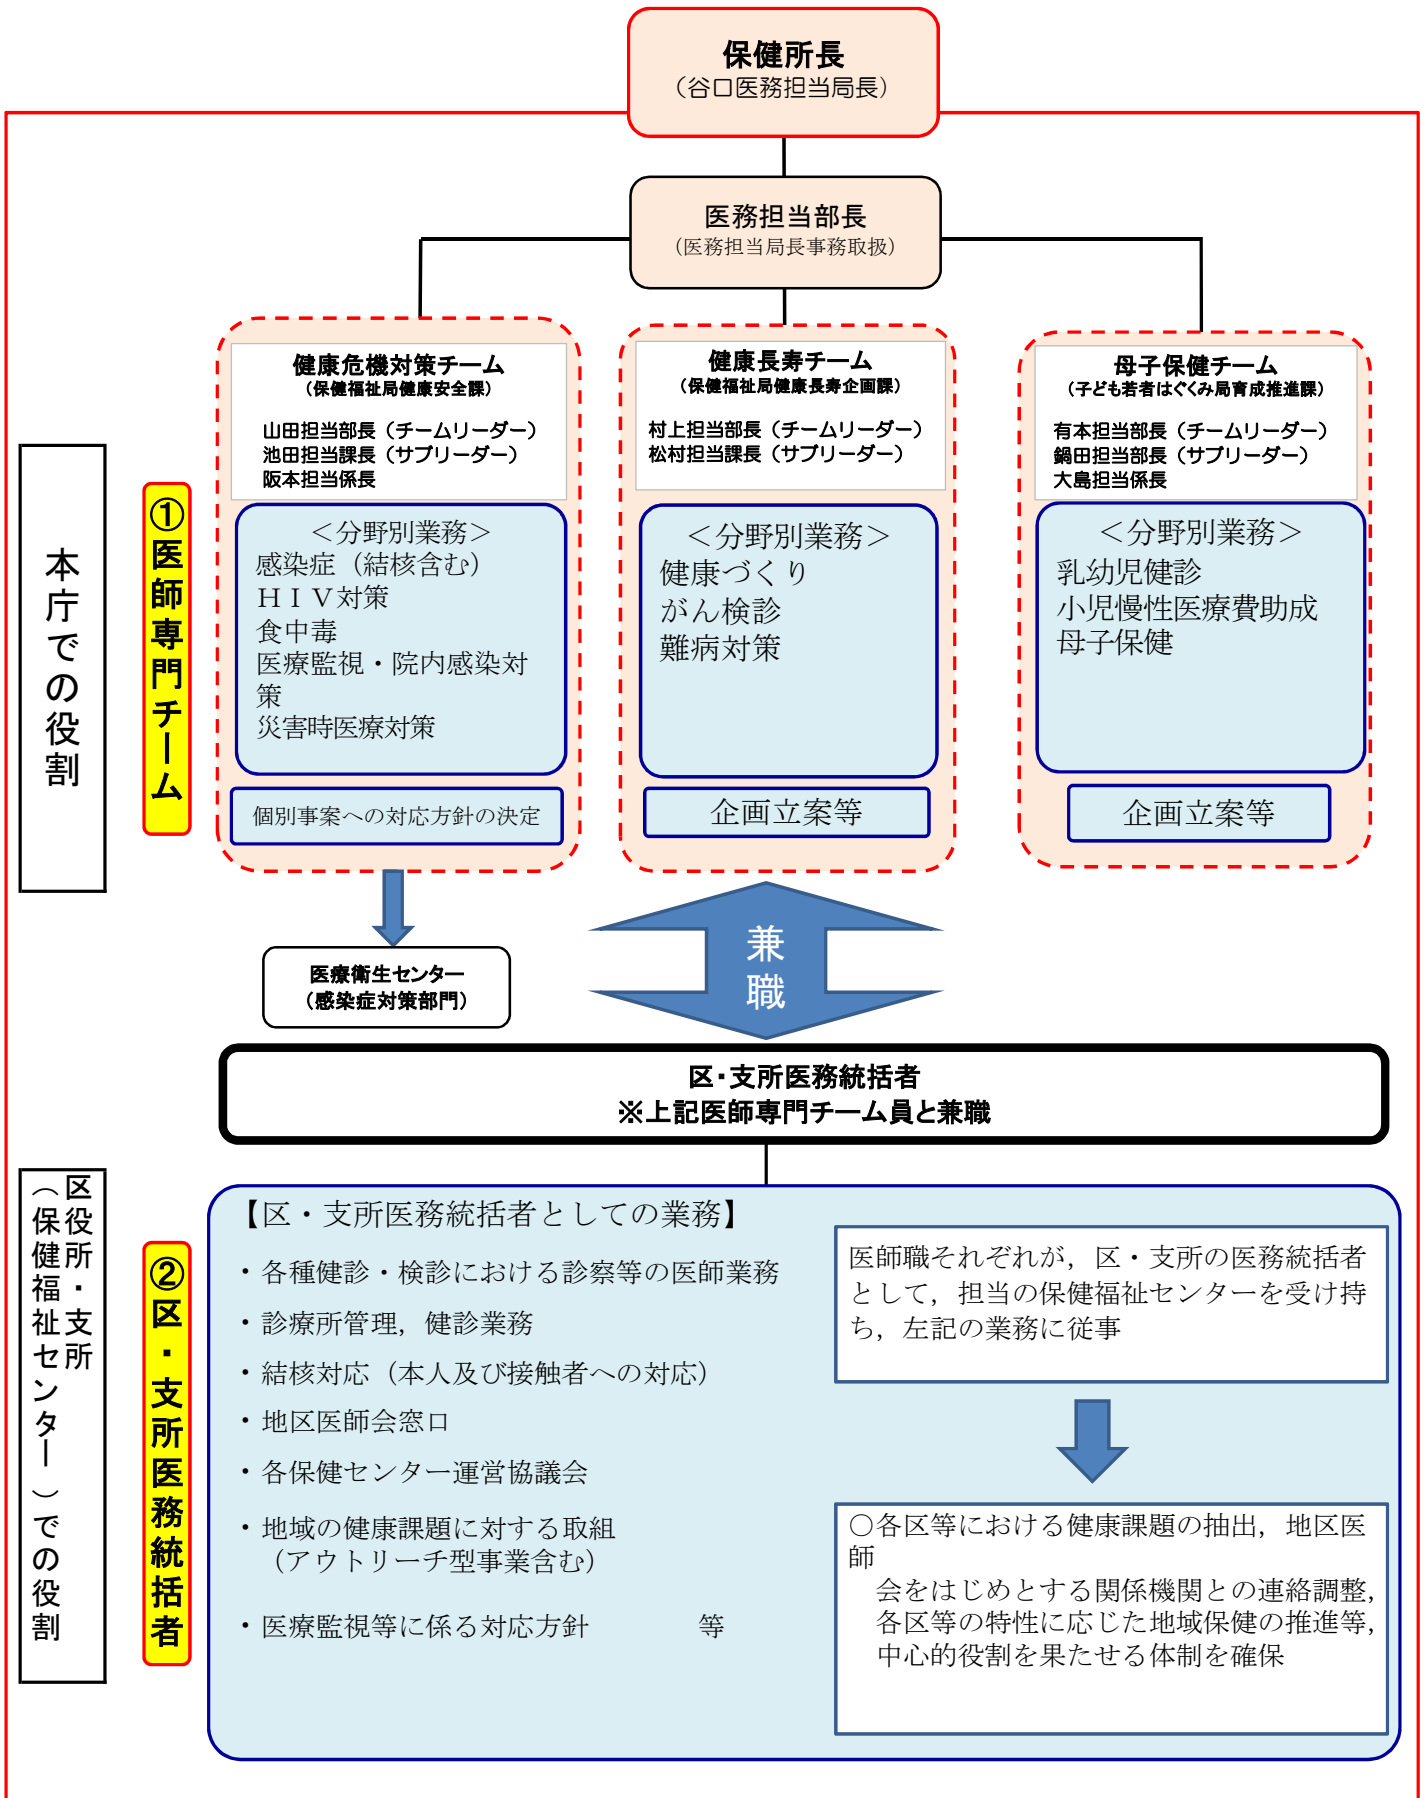 保健所長
（谷口医務担当局長）
医務担当部長
（医務担当局長事務取扱）
健康危機対策チーム
（保健福祉局健康安全課）
山田担当部長（チームリーダー）
池田担当課長（サブリーダー）
阪本担当係長
＜分野別業務＞
感染症（結核含む）
ＨＩＶ対策
食中毒
医療監視・院内感染対
策
災害時医療対策
個別事案への対応方針の決定
健康長寿チーム
（保健福祉局健康長寿企画課）
村上担当部長（チームリーダー）
松村担当課長（サブリーダー）
＜分野別業務＞
健康づくり
がん検診
難病対策
企画立案等
母子保健チーム
（子ども若者はぐくみ局育成推進課）
有本担当部長（チームリーダー）
鍋田担当部長（サブリーダー）
大島担当係長
＜分野別業務＞
乳幼児健診
小児慢性医療費助成
母子保健
企画立案等
本庁での役割
①医師専門チーム
医療衛生センター
（感染症対策部門）
兼
職
区・支所医務統括者
※上記医師専門チーム員と兼職
区役所・支所
（保健福祉センター）での役割
②区・支所医務統括者
【区・支所医務統括者としての業務】
・各種健診・検診における診察等の医師業務
・診療所管理，健診業務
・結核対応（本人及び接触者への対応）
・地区医師会窓口
・各保健センター運営協議会
・地域の健康課題に対する取組
（アウトリーチ型事業含む）
・医療監視等に係る対応方針　　　　等
医師職それぞれが，区・支所の医務統括者
として，担当の保健福祉センターを受け持
ち，左記の業務に従事
○各区等における健康課題の抽出，地区医
師
会をはじめとする関係機関との連絡調整，
各区等の特性に応じた地域保健の推進等，
中心的役割を果たせる体制を確保